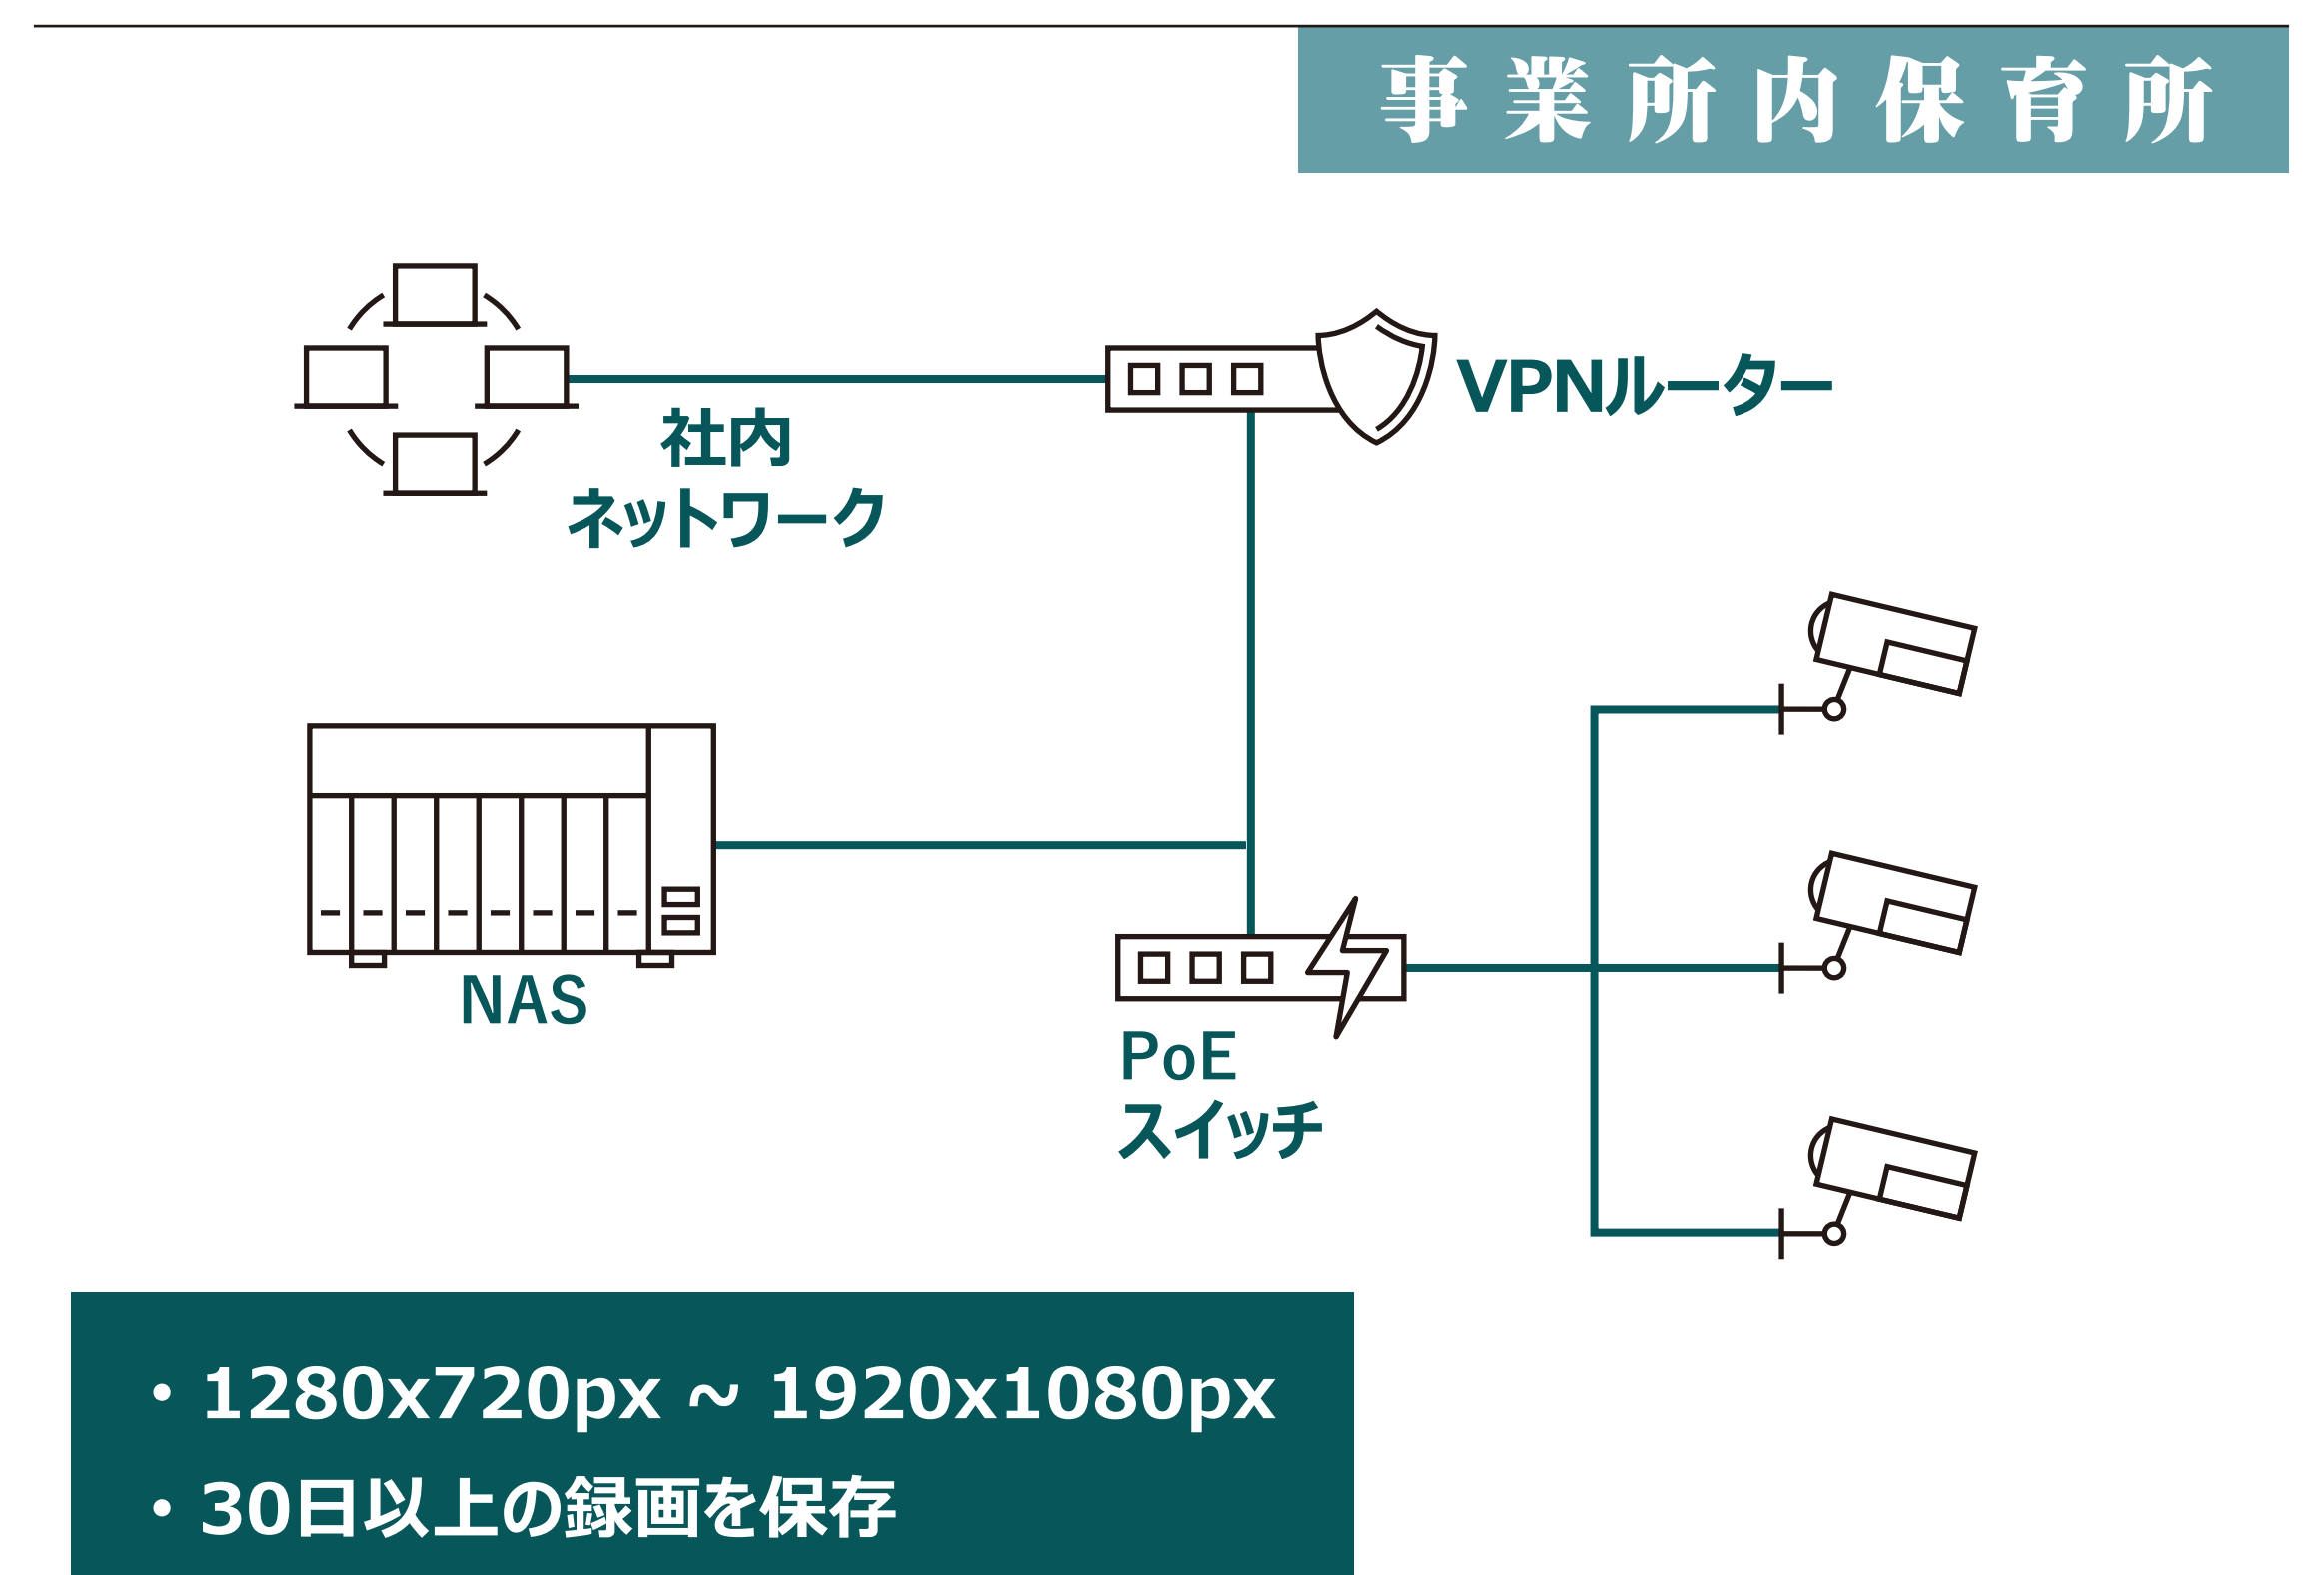 事業所内保育所
VPNルーター
社内
ネットワーク
NAS
PoE
スイッチ
・1280x720px ~ 1920x1080px
・30日以上の録画を保存